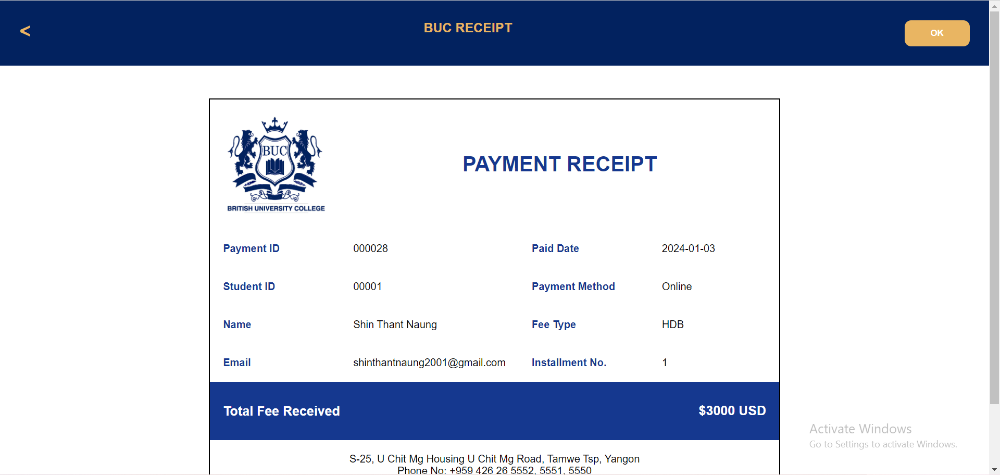 <
BUC RECEIPT
OK
BUC
BRITISH UNIVERSITY COLLEGE
PAYMENT RECEIPT
Payment ID 000028 Paid Date 2024-01-03
Student ID 00001 Payment Method Online
Name Shin Thant Naung Fee Type HDB
Email shinthantnaung2001@gmail.com Installment No. 1
Total Fee Received $3000 USD
S-25, U Chit Mg Housing U Chit Mg Road, Tamwe Tsp, Yangon
Phone No: +959 426 26 5552, 5551, 5550
Activate Windows
Go to Settings to activate Windows.